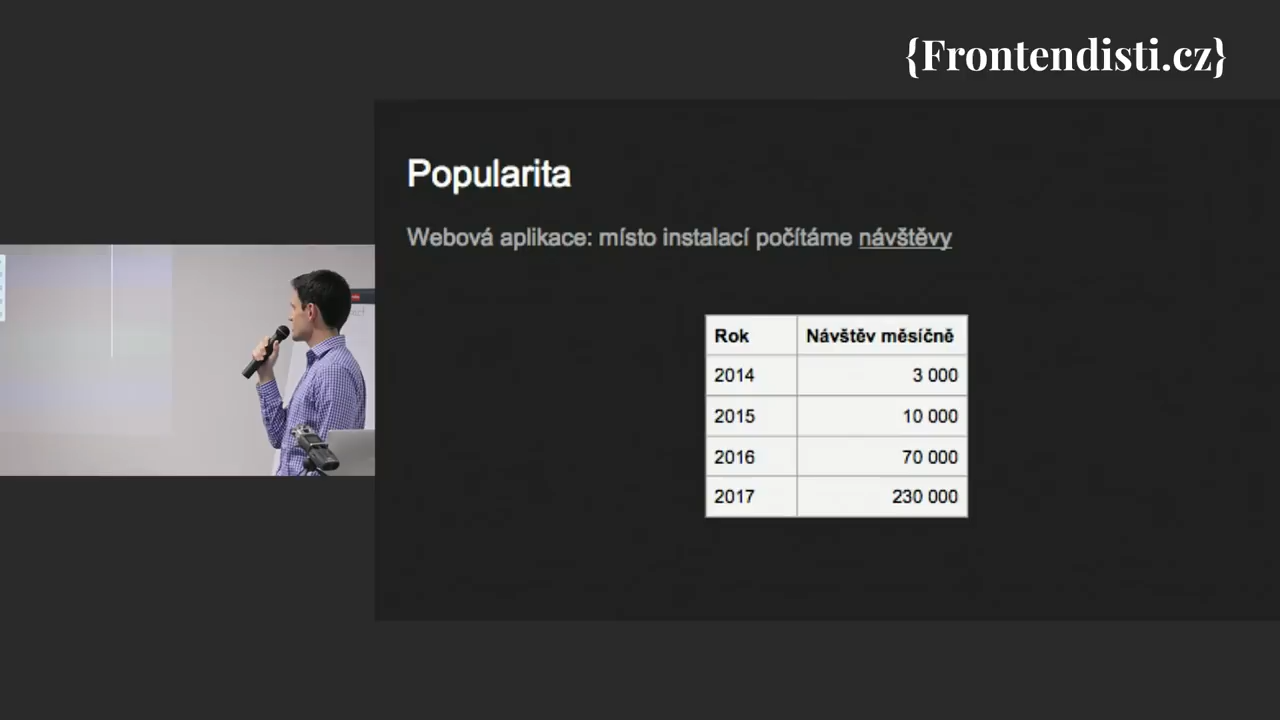 {Frontendisti.cz}
Popularita
Webová aplikace: místo instalací počítáme návštěvy
Rok Návštěv měsíčně
2014 3 000
2015 10 000
2016 70 000
2017 230 000